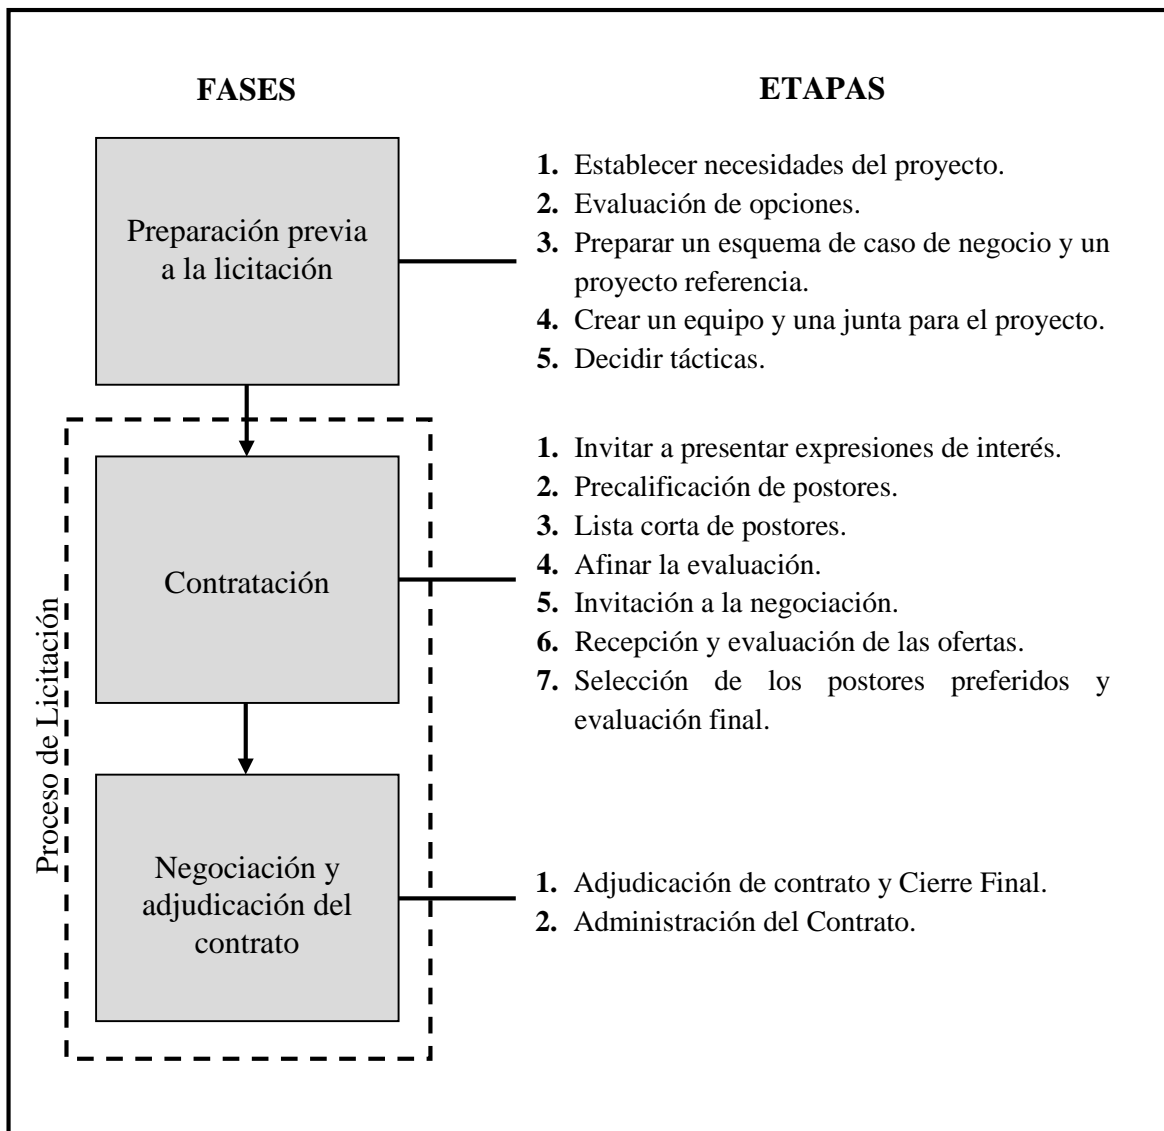 FASES
ETAPAS
Preparación previa
a la licitación
1. Establecer necesidades del proyecto.
2. Evaluación de opciones.
3. Preparar un esquema de caso de negocio y un
proyecto referencia.
4. Crear un equipo y una junta para el proyecto.
5. Decidir tácticas.
Proceso de Licitación
Contratación
1. Invitar a presentar expresiones de interés.
2. Precalificación de postores.
3. Lista corta de postores.
4. Afinar la evaluación.
5. Invitación a la negociación.
6. Recepción y evaluación de las ofertas.
7. Selección de los postores preferidos y
evaluación final.
Negociación y
adjudicación del
contrato
1. Adjudicación de contrato y Cierre Final.
2. Administración del Contrato.